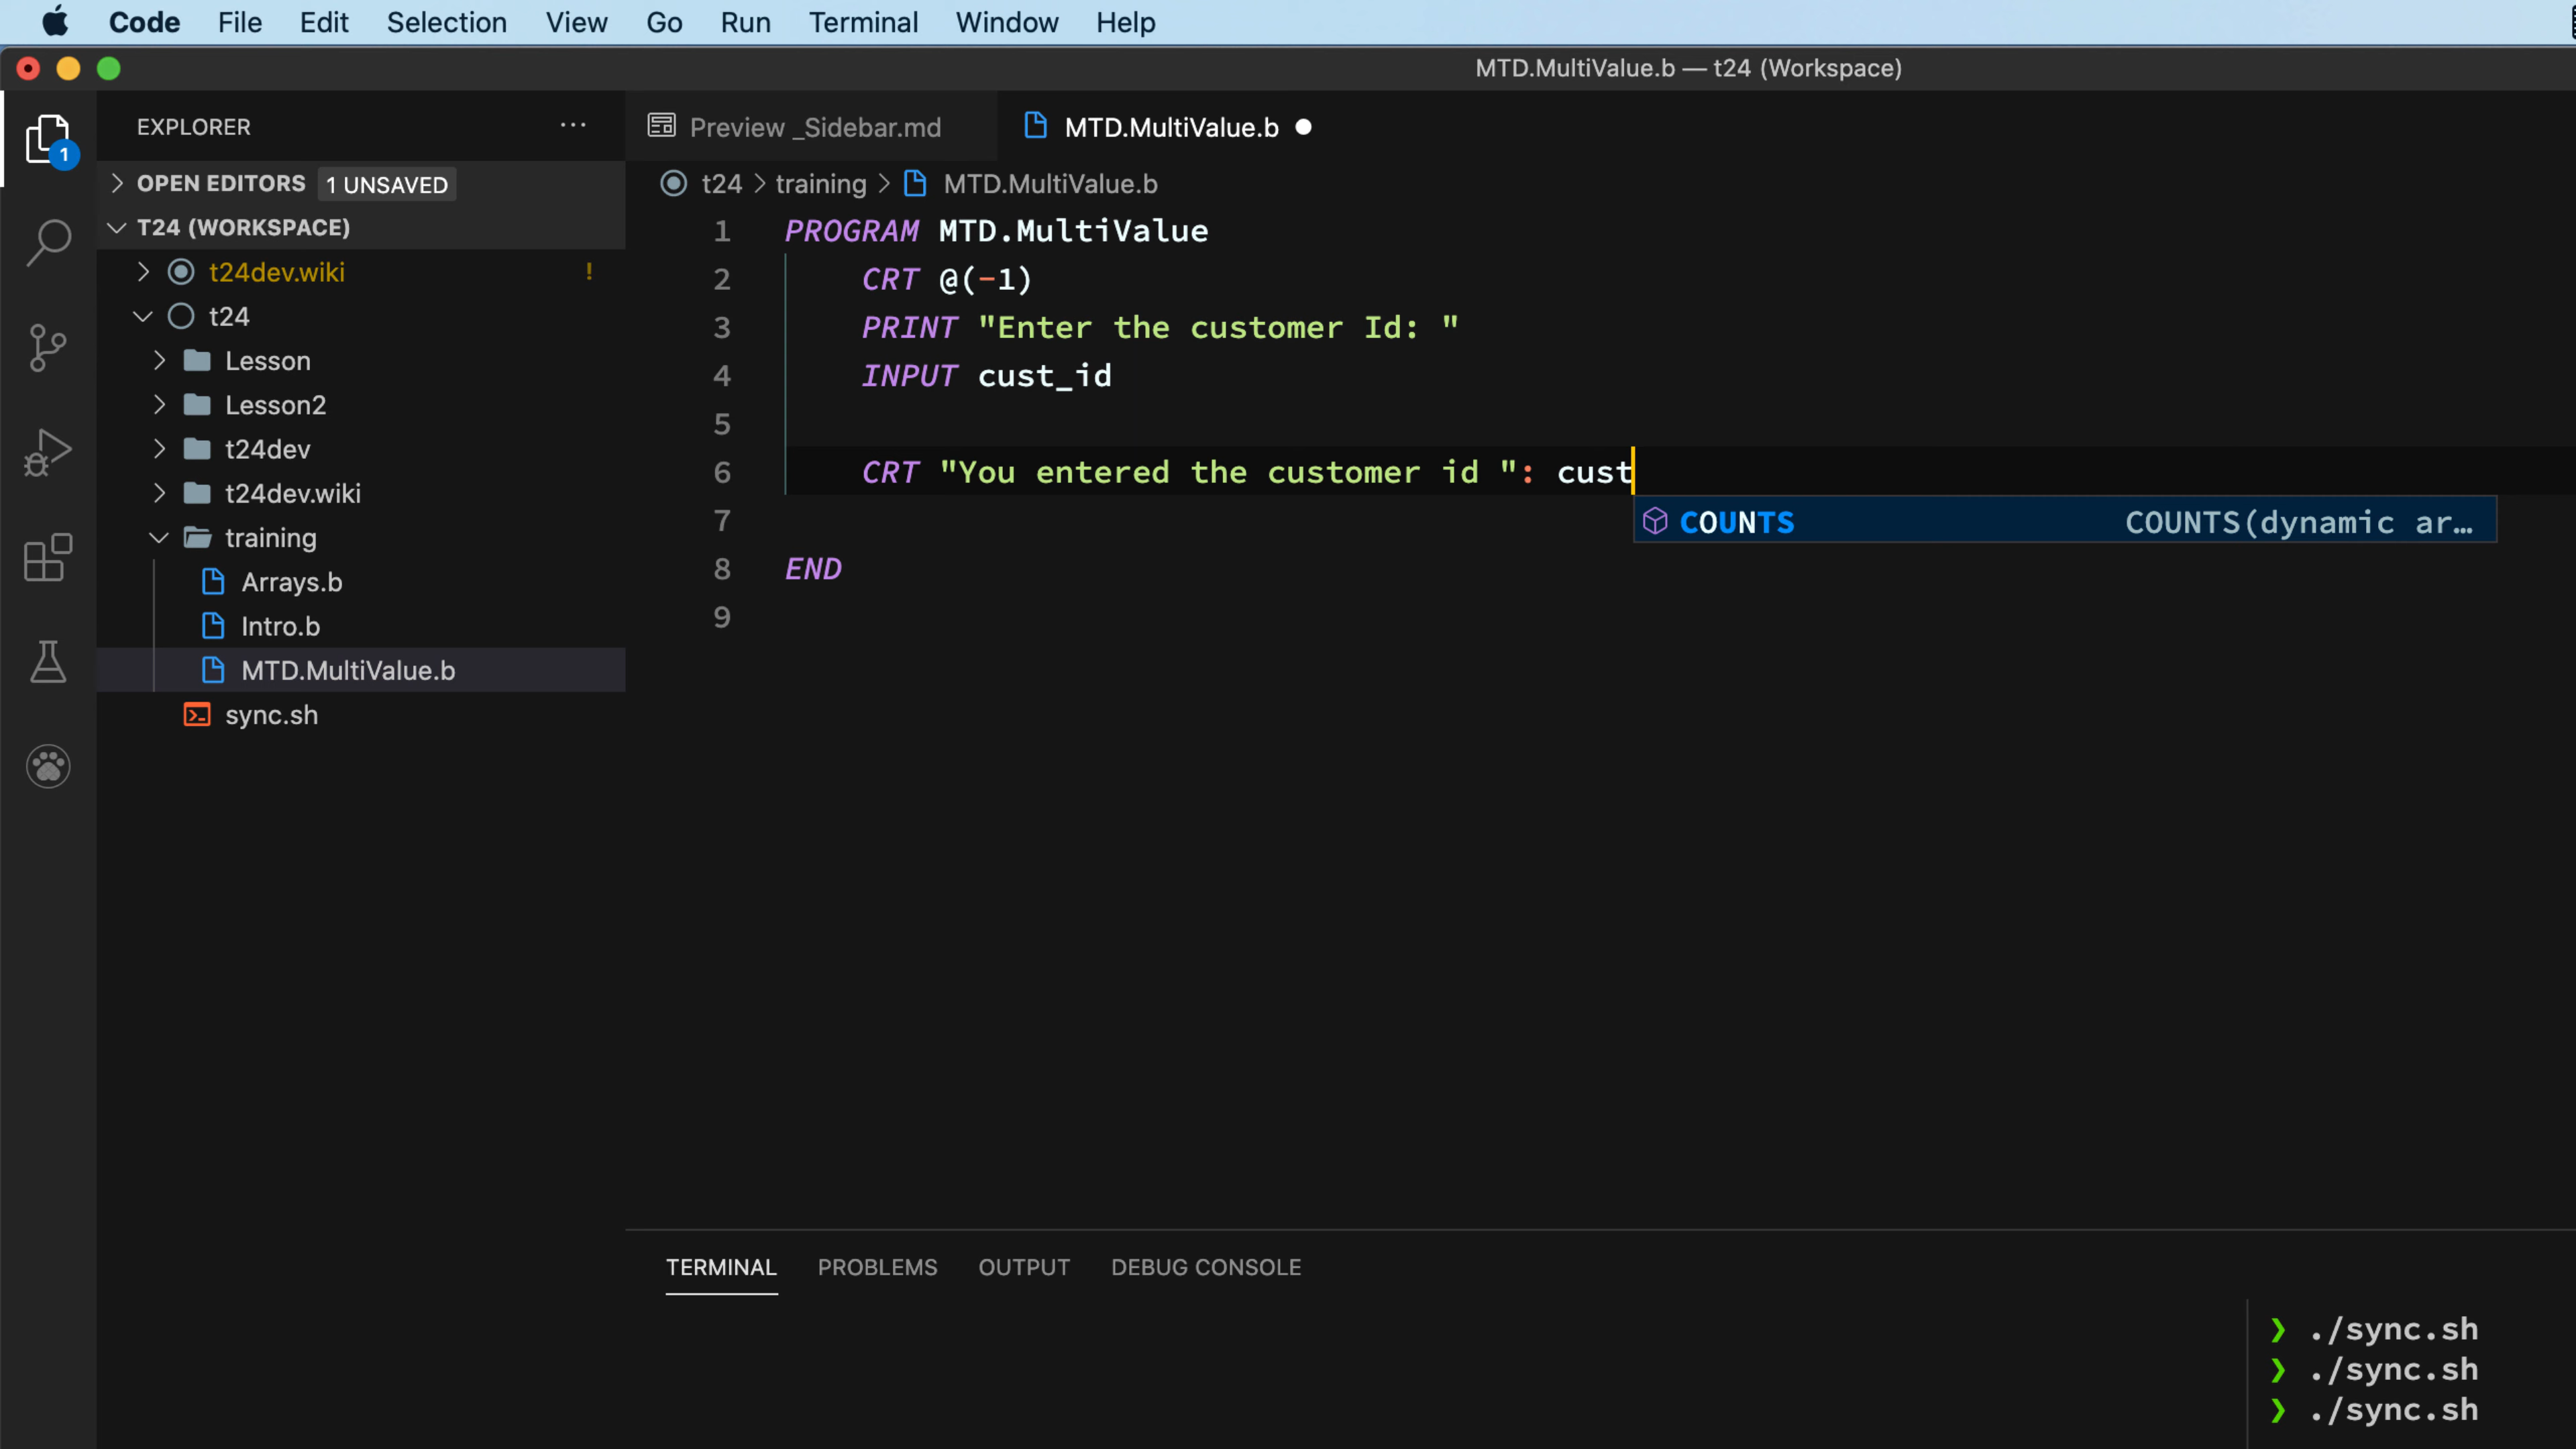 Code File Edit Selection View Go Run Terminal Window Help
MTD.MultiValue.b — t24 (Workspace)
EXPLORER ...
Preview _Sidebar.md
MTD.MultiValue.b
1
OPEN EDITORS 1 UNSAVED
T24 (WORKSPACE)
t24dev.wiki !
t24
Lesson
Lesson2
t24dev
t24dev.wiki
training
Arrays.b
Intro.b
MTD.MultiValue.b
sync.sh
t24 > training > MTD.MultiValue.b
1 PROGRAM MTD.MultiValue
2 CRT @(-1)
3 PRINT "Enter the customer Id: "
4 INPUT cust_id
5
6 CRT "You entered the customer id ": cust
COUNTS COUNTS(dynamic ar…
7
8 END
9
TERMINAL PROBLEMS OUTPUT DEBUG CONSOLE
❯ ./sync.sh
❯ ./sync.sh
❯ ./sync.sh